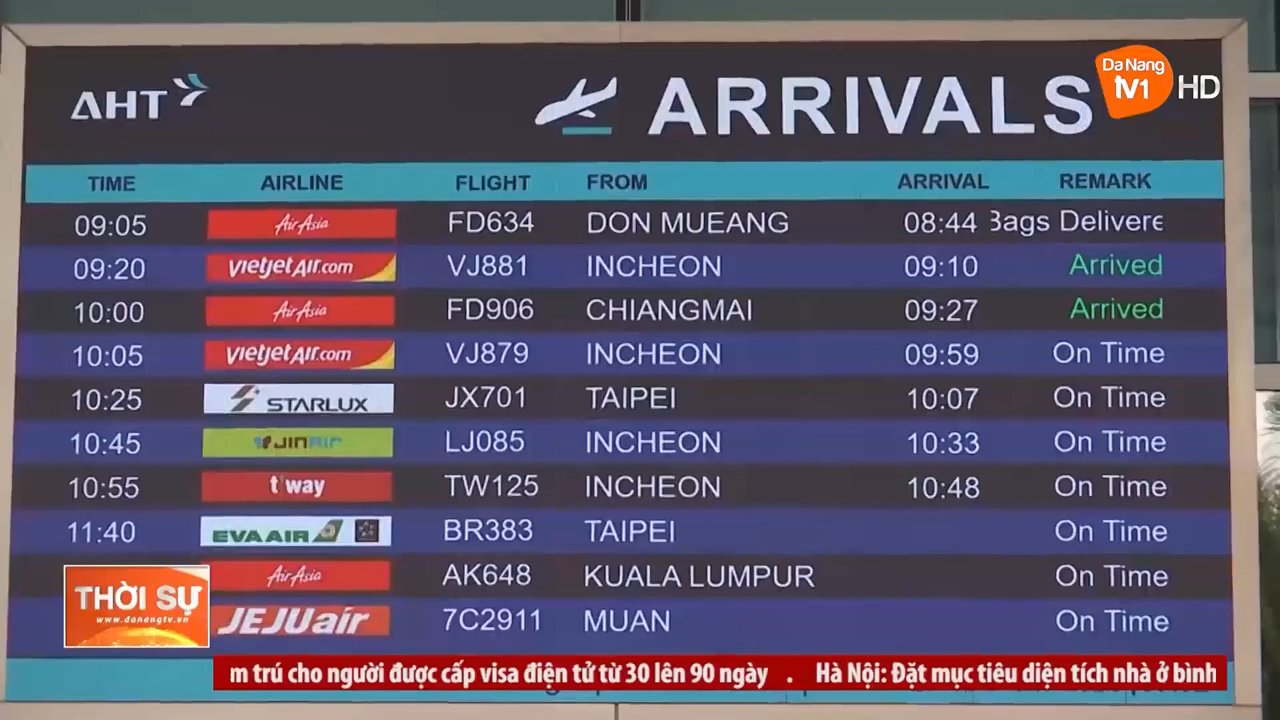 AHT ARRIVALS Da Nang tv1 HD
TIME AIRLINE FLIGHT FROM ARRIVAL REMARK
09:05 AirAsia FD634 DON MUEANG 08:44 Bags Delivere
09:20 vietjetAir.com VJ881 INCHEON 09:10 Arrived
10:00 AirAsia FD906 CHIANGMAI 09:27 Arrived
10:05 vietjetAir.com VJ879 INCHEON 09:59 On Time
10:25 STARLUX JX701 TAIPEI 10:07 On Time
10:45 JINAIR LJ085 INCHEON 10:33 On Time
10:55 t'way TW125 INCHEON 10:48 On Time
11:40 EVA AIR BR383 TAIPEI On Time
AirAsia AK648 KUALA LUMPUR On Time
JEJUair 7C2911 MUAN On Time
THỜI SỰ
www.danangtv.vn
m trú cho người được cấp visa điện tử từ 30 lên 90 ngày . Hà Nội: Đặt mục tiêu diện tích nhà ở bình